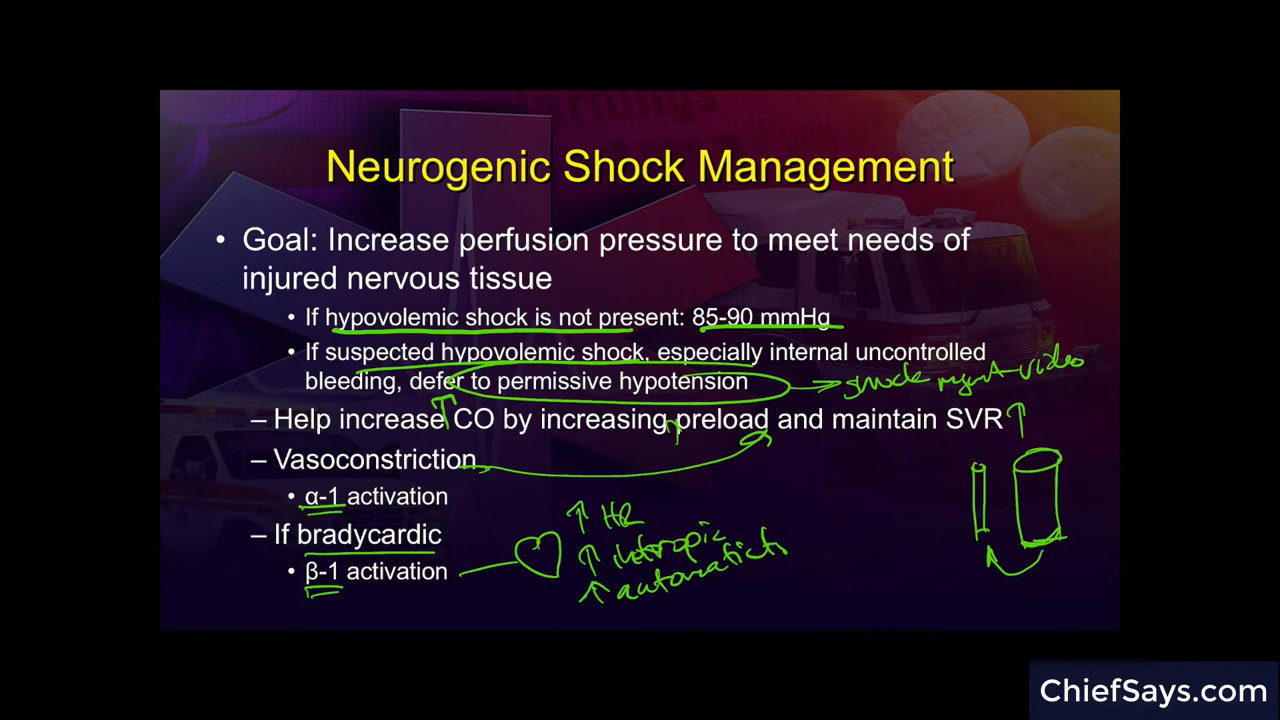 Warnings
Neurogenic Shock Management
• Goal: Increase perfusion pressure to meet needs of
injured nervous tissue
• If hypovolemic shock is not present: 85-90 mmHg
• If suspected hypovolemic shock, especially internal uncontrolled
bleeding, defer to permissive hypotension → shock mgmt video
– Help increase ↑ CO by increasing ↑ preload and maintain SVR ↑
– Vasoconstriction
• α-1 activation
– If bradycardic
• β-1 activation
↑ HR
↑ Inotropic
↑ automaticity
ChiefSays.com